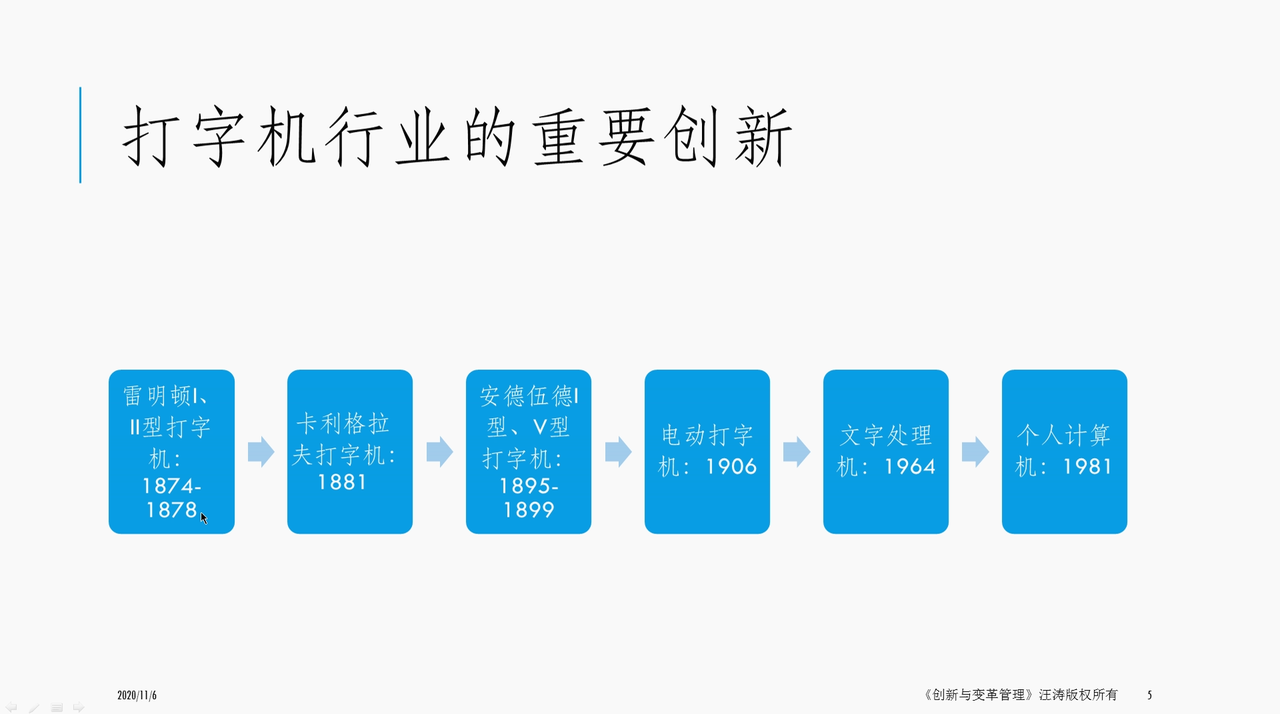 打字机行业的重要创新
雷明顿I、
II型打字
机：
1874-
1878
卡利格拉
夫打字机：
1881
安德伍德I
型、V型
打字机：
1895-
1899
电动打字
机：1906
文字处理
机：1964
个人计算
机：1981
2020/11/6
《创新与变革管理》汪涛版权所有
5